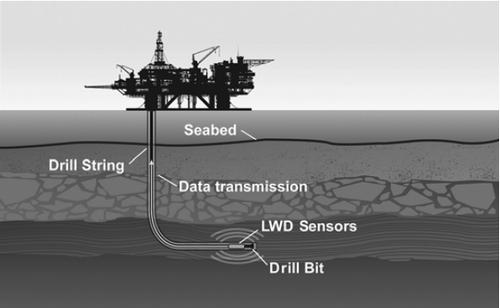 Seabed
Drill String
Data transmission
LWD Sensors
Drill Bit